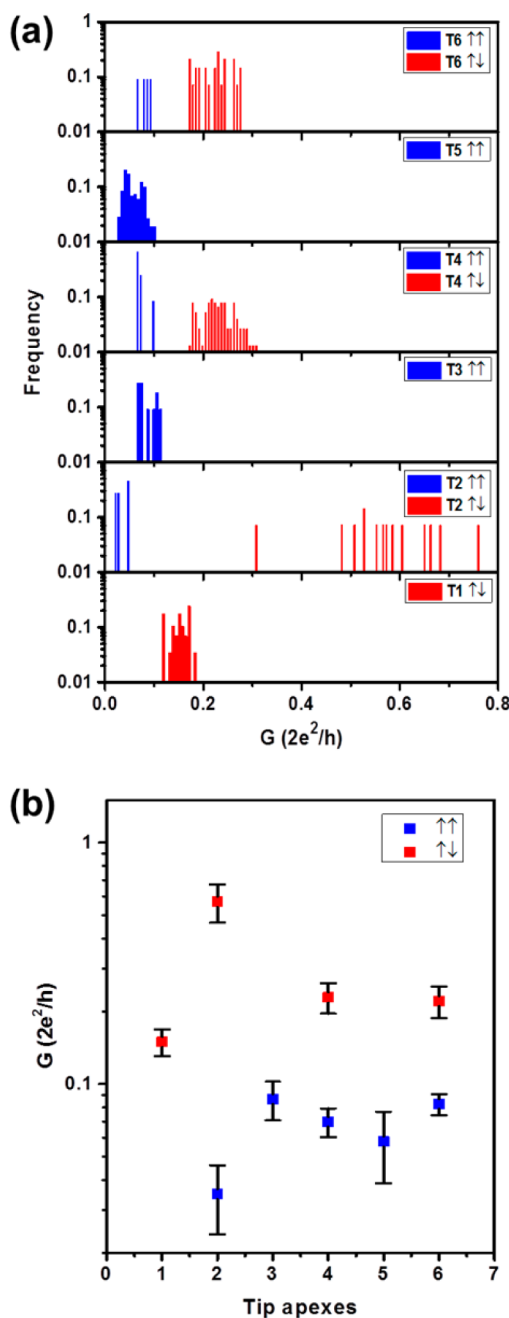 (a)
1
0.1
0.01
T6 ↑↑
T6 ↑↓
0.1
0.01
T5 ↑↑
0.1
0.01
T4 ↑↑
T4 ↑↓
0.1
0.01
T3 ↑↑
0.1
0.01
T2 ↑↑
T2 ↑↓
0.1
0.01
T1 ↑↓
Frequency
0.0 0.2 0.4 0.6 0.8
G (2e²/h)
(b)
↑↑
↑↓
1
0.1
G (2e²/h)
0 1 2 3 4 5 6 7
Tip apexes